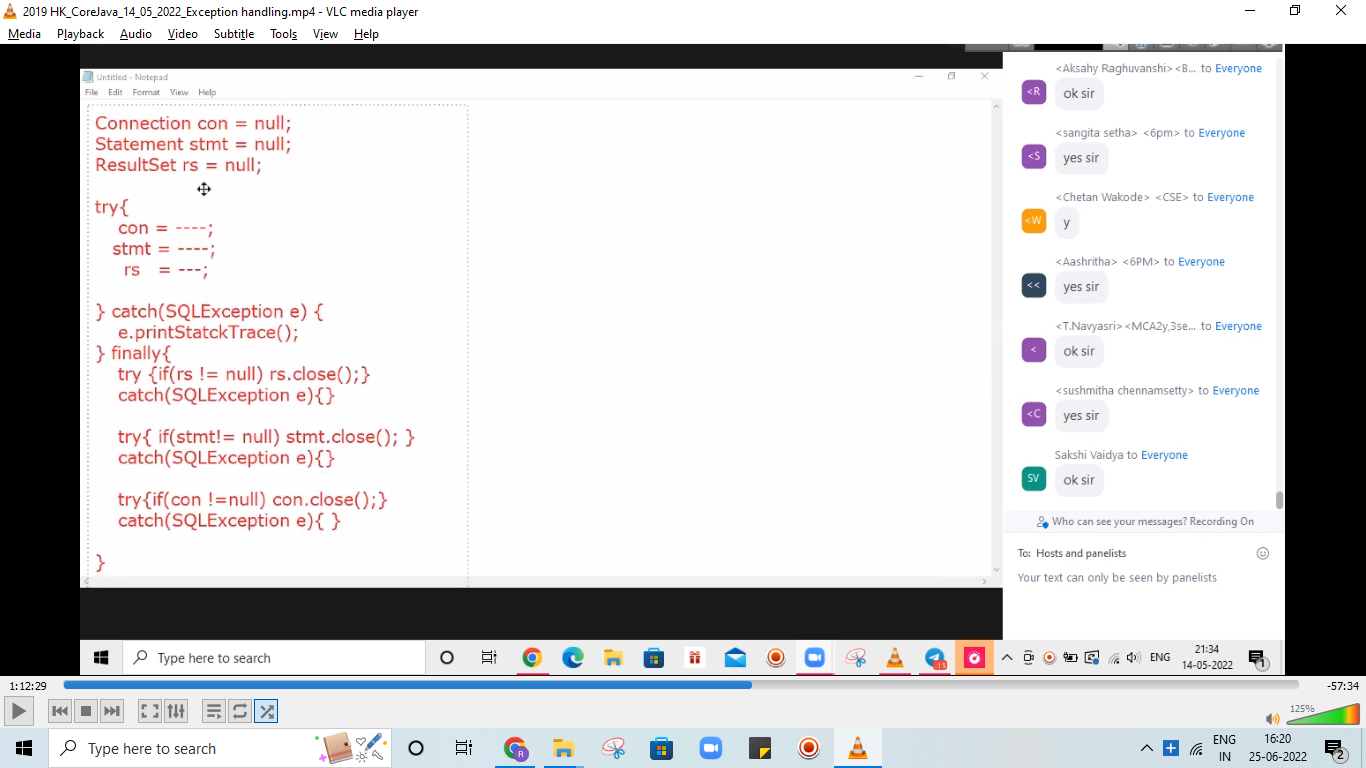 2019 HK_CoreJava_14_05_2022_Exception handling.mp4 - VLC media player
Media Playback Audio Video Subtitle Tools View Help
Untitled - Notepad
File Edit Format View Help
Connection con = null;
Statement stmt = null;
ResultSet rs = null;
try{
con = ----;
stmt = ----;
rs = ---;
} catch(SQLException e) {
e.printStatckTrace();
} finally{
try {if(rs != null) rs.close();}
catch(SQLException e){}
try{ if(stmt!= null) stmt.close(); }
catch(SQLException e){}
try{if(con !=null) con.close();}
catch(SQLException e){ }
}
<Aksahy Raghuvanshi><B... to Everyone
<R
ok sir
<sangita setha> <6pm> to Everyone
<S
yes sir
<Chetan Wakode> <CSE> to Everyone
<W
y
<Aashritha> <6PM> to Everyone
<<
yes sir
<T.Navyasri><MCA2y,3se... to Everyone
<
ok sir
<sushmitha chennamsetty> to Everyone
<C
yes sir
Sakshi Vaidya to Everyone
SV
ok sir
Who can see your messages? Recording On
To: Hosts and panelists
Your text can only be seen by panelists
Type here to search
15
ENG
21:34
14-05-2022
1
1:12:29
-57:34
125%
Type here to search
R
ENG
IN
16:20
25-06-2022
2